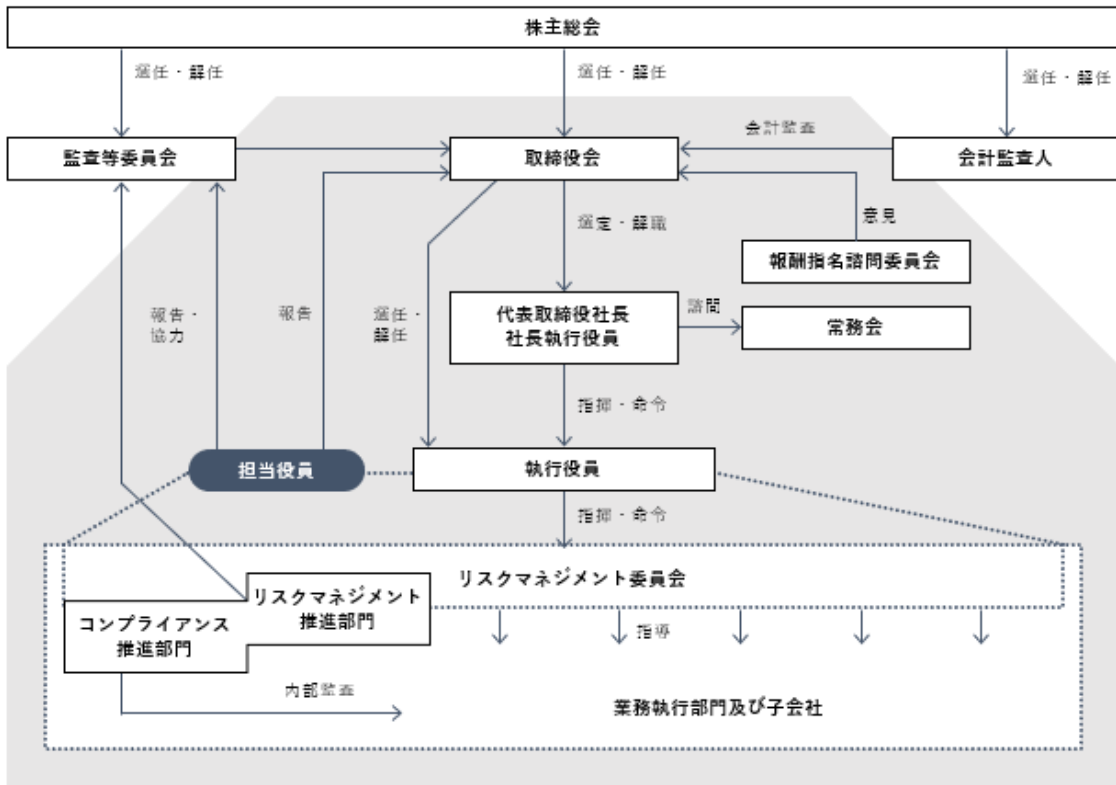 株主総会
選任・解任
選任・解任
選任・解任
監査等委員会
取締役会
会計監査
会計監査人
選定・解職
意見
報酬指名諮問委員会
報告・
協力
報告
選任・
解任
代表取締役社長
社長執行役員
諮問
常務会
指揮・命令
担当役員
執行役員
指揮・命令
リスクマネジメント委員会
リスクマネジメント
推進部門
コンプライアンス
推進部門
指導
内部監査
業務執行部門及び子会社